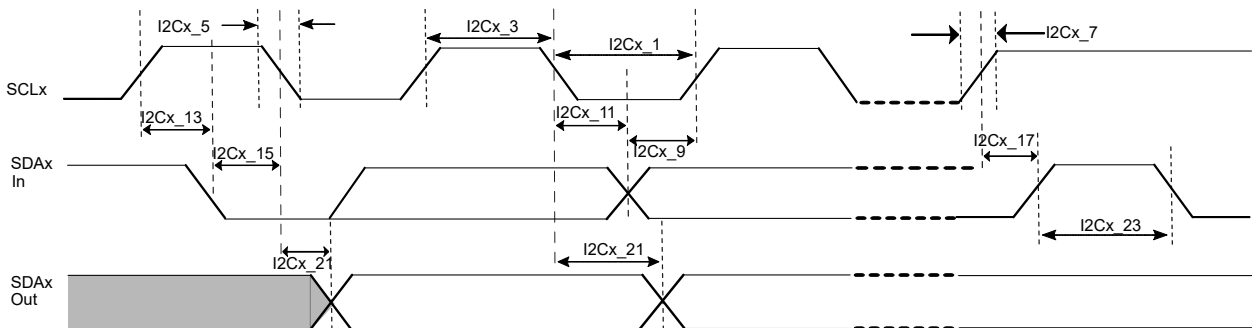 I2Cx_5
I2Cx_3
I2Cx_1
I2Cx_7
SCLx
I2Cx_13
I2Cx_11
I2Cx_9
I2Cx_17
I2Cx_15
SDAx
In
I2Cx_23
I2Cx_21
I2Cx_21
SDAx
Out